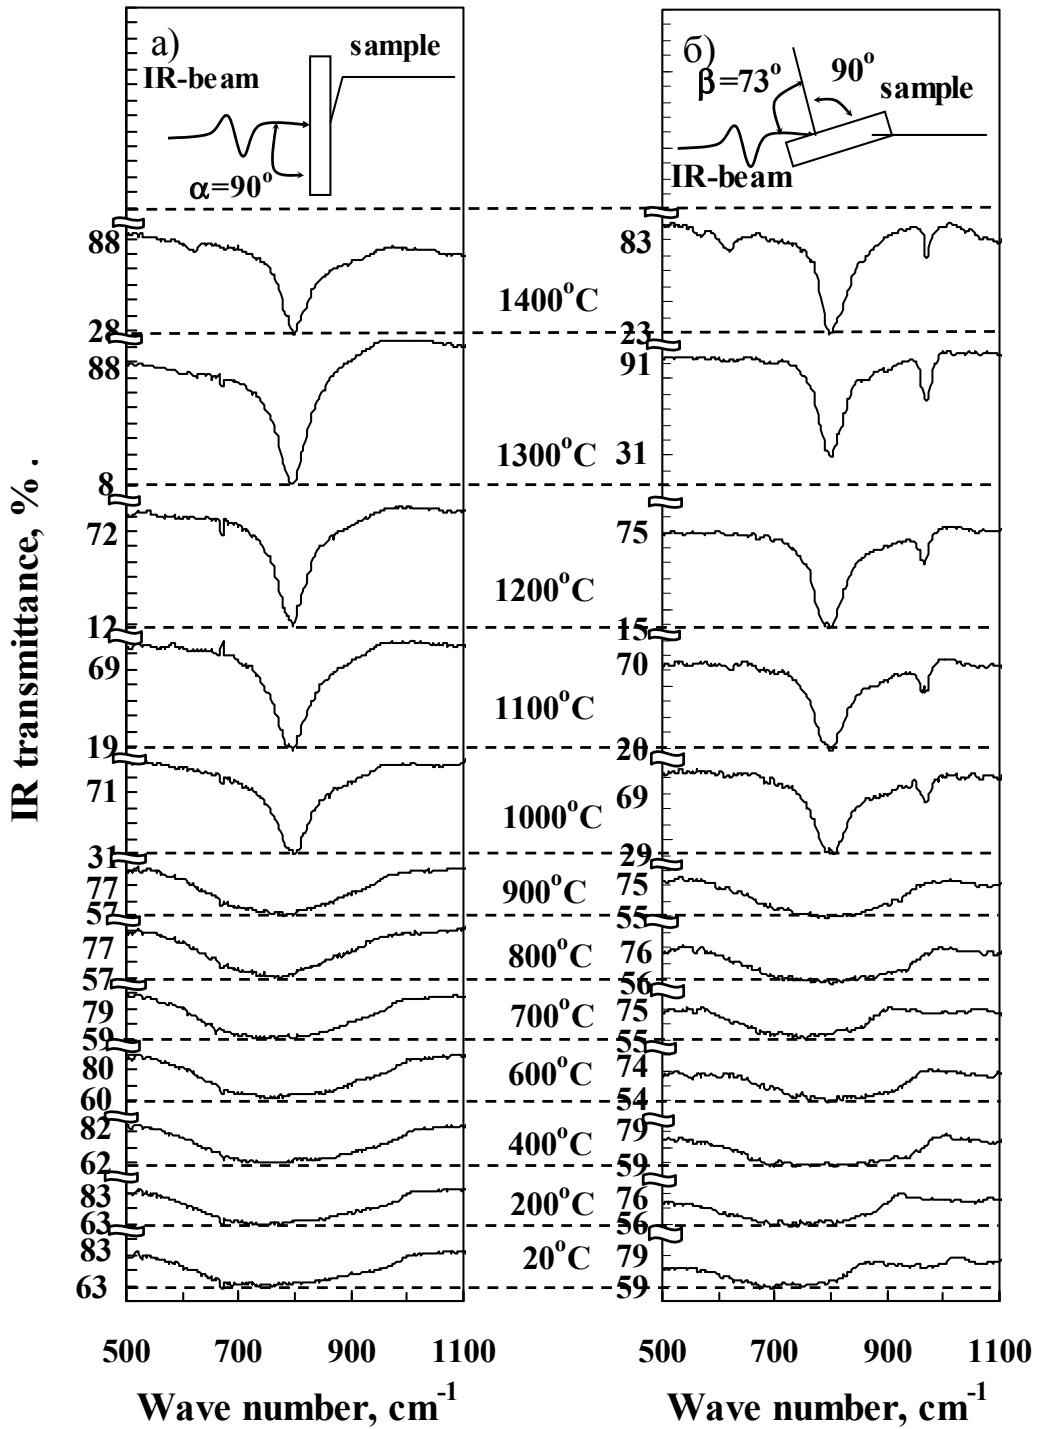 а)
sample
IR-beam
α=90°
б)
β=73°
90°
sample
IR-beam
IR transmittance, % .
88
28
1400°C
83
23
88
8
1300°C
91
31
72
12
1200°C
75
15
69
19
1100°C
70
20
71
31
1000°C
69
29
77
57
900°C
75
55
77
57
800°C
76
56
79
59
700°C
75
55
80
60
600°C
74
54
82
62
400°C
79
59
83
63
200°C
76
56
83
63
20°C
79
59
500 700 900 1100
500 700 900 1100
Wave number, cm⁻¹
Wave number, cm⁻¹